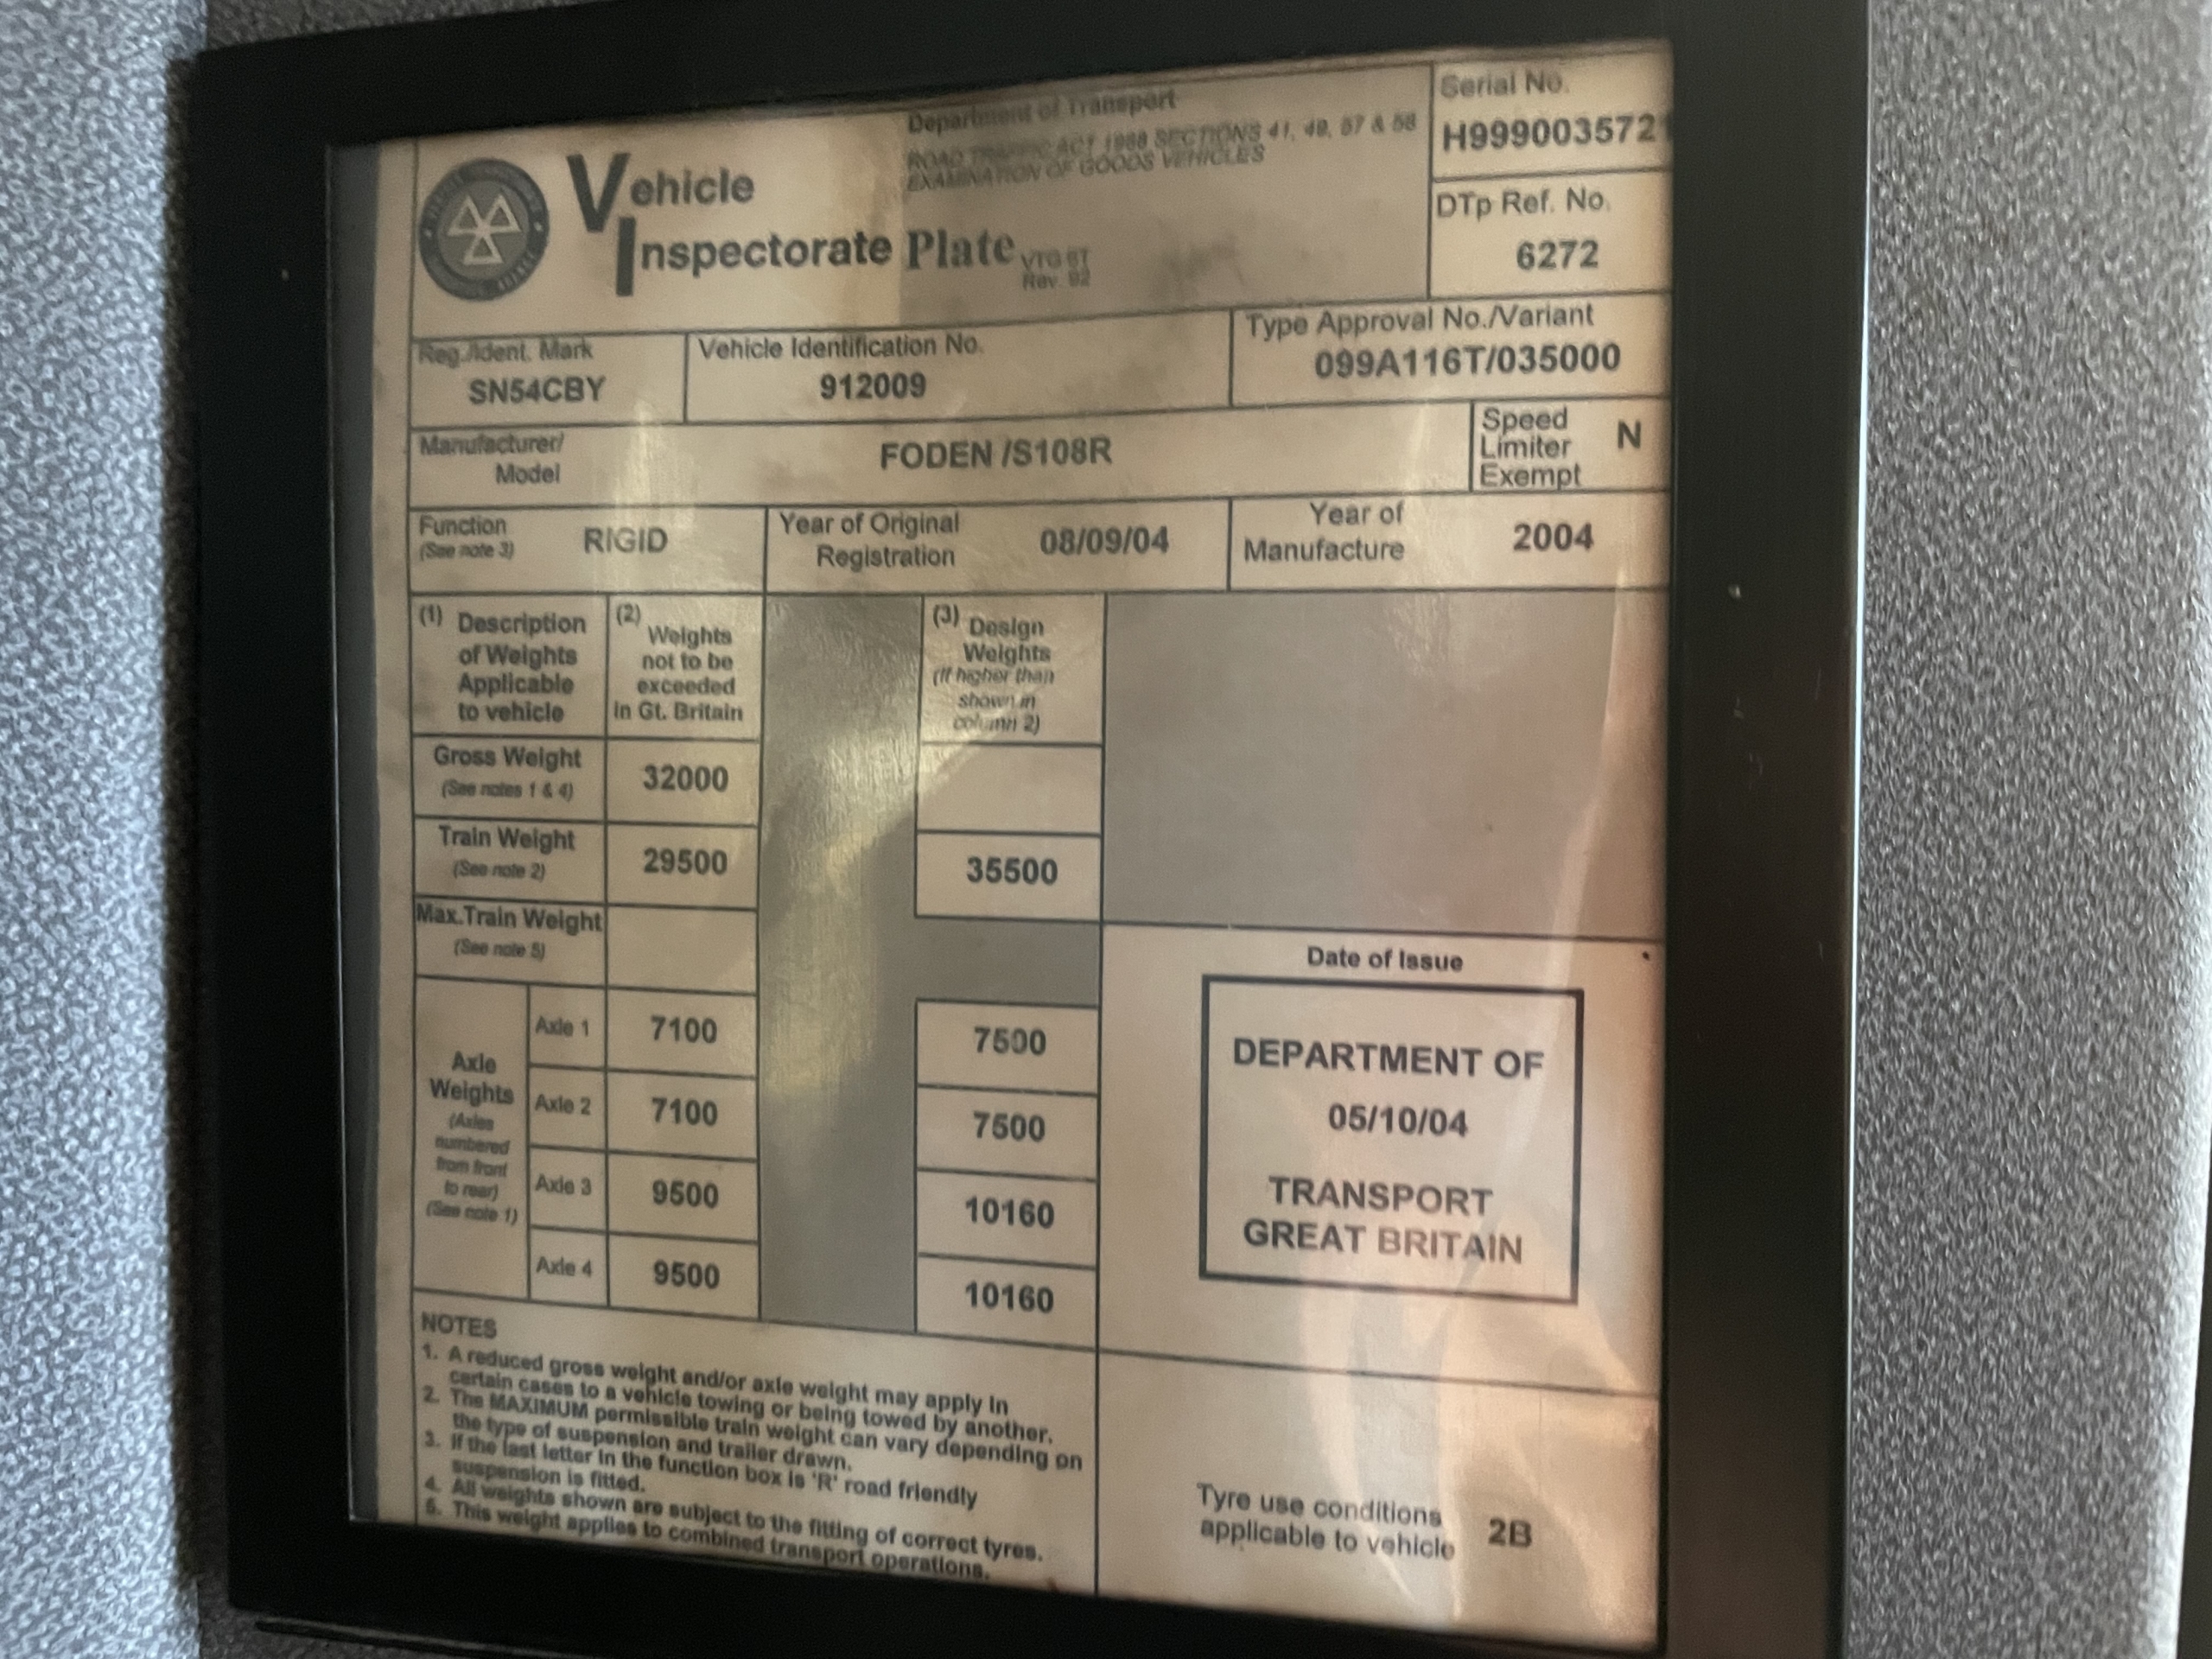 Department of Transport
ROAD TRAFFIC ACT 1988 SECTIONS 41, 49, 57 & 58
EXAMINATION OF GOODS VEHICLES
Vehicle
Inspectorate Plate
VTG 6T
Rev. 92
Serial No.
H999003572
DTp Ref. No.
6272
Reg./Ident. Mark
SN54CBY
Vehicle Identification No.
912009
Type Approval No./Variant
099A116T/035000
Manufacturer/
Model
FODEN /S108R
Speed
Limiter
Exempt
N
Function
(See note 3)
RIGID
Year of Original
Registration
08/09/04
Year of
Manufacture
2004
(1) Description
of Weights
Applicable
to vehicle
(2) Weights
not to be
exceeded
in Gt. Britain
(3) Design
Weights
(if higher than
shown in
column 2)
Gross Weight
(See notes 1 & 4)
32000
Train Weight
(See note 2)
29500
35500
Max.Train Weight
(See note 5)
Axle
Weights
(Axles
numbered
from front
to rear)
(See note 1)
Axle 1
7100
7500
Axle 2
7100
7500
Axle 3
9500
10160
Axle 4
9500
10160
Date of Issue
DEPARTMENT OF
05/10/04
TRANSPORT
GREAT BRITAIN
NOTES
1. A reduced gross weight and/or axle weight may apply in
certain cases to a vehicle towing or being towed by another.
2. The MAXIMUM permissible train weight can vary depending on
the type of suspension and trailer drawn.
3. If the last letter in the function box is 'R' road friendly
suspension is fitted.
4. All weights shown are subject to the fitting of correct tyres.
5. This weight applies to combined transport operations.
Tyre use conditions
applicable to vehicle
2B